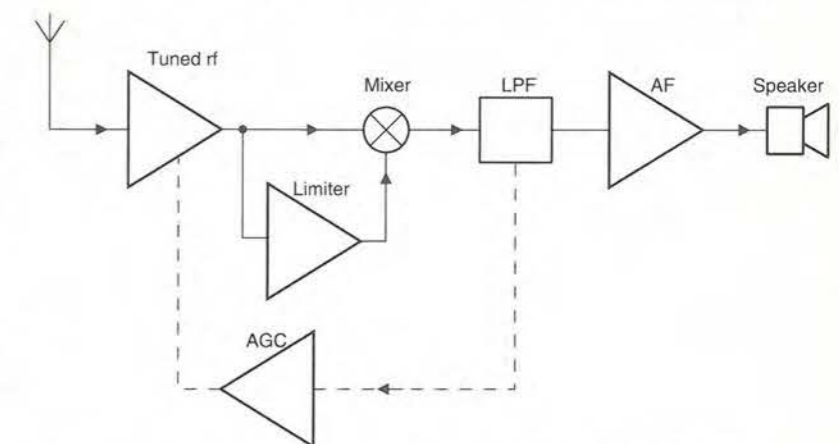 Tuned rf
Mixer
LPF
AF
Speaker
Limiter
AGC